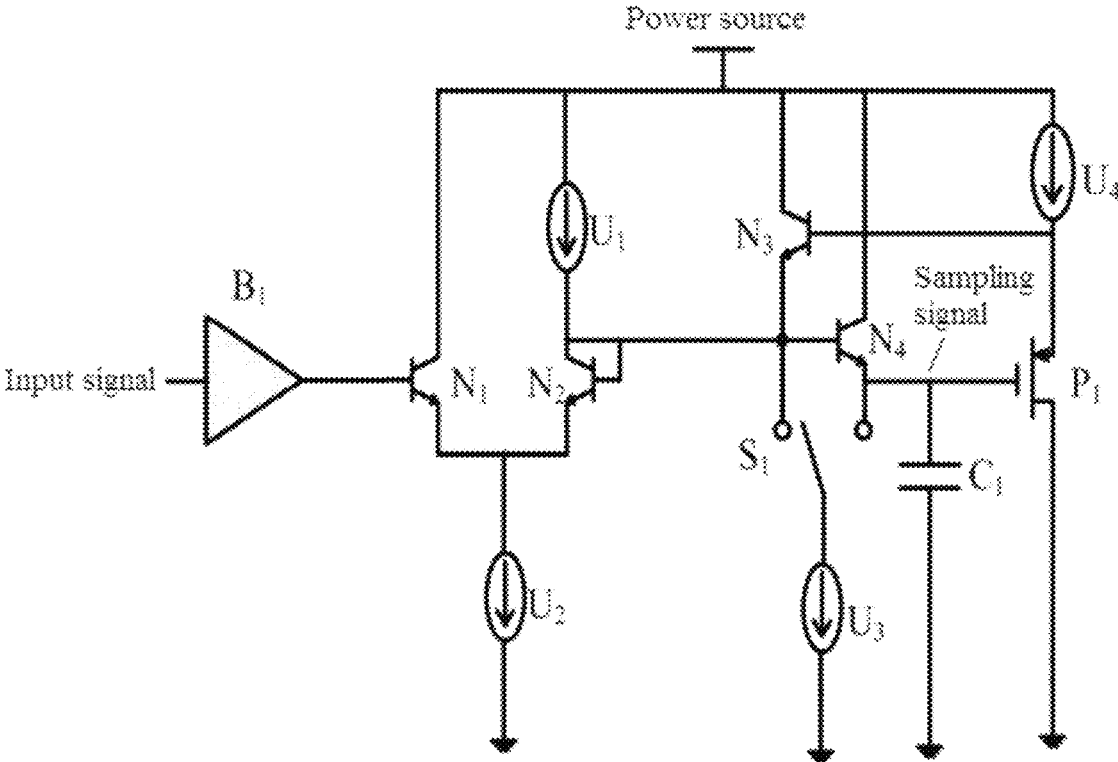 Power source
U₄
U₁
N₃
B₁
Sampling
signal
Input signal
N₁
N₂
N₄
P₁
S₁
C₁
U₂
U₃